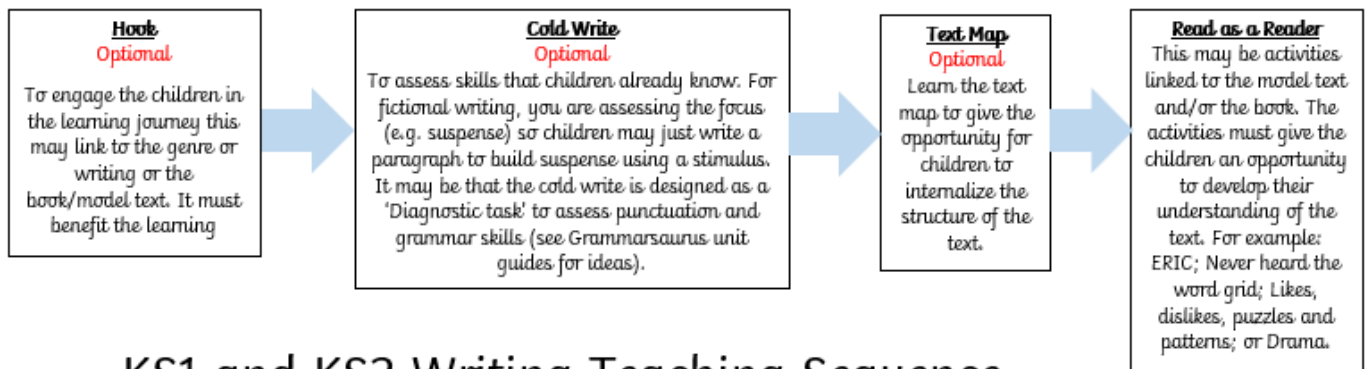 Hook
Optional
To engage the children in
the learning journey this
may link to the genre or
writing or the
book/model text. It must
benefit the learning
Cold Write
Optional
To assess skills that children already know. For
fictional writing, you are assessing the focus
(e.g. suspense) so children may just write a
paragraph to build suspense using a stimulus.
It may be that the cold write is designed as a
'Diagnostic task' to assess punctuation and
grammar skills (see Grammarsaurus unit
guides for ideas).
Text Map
Optional
Learn the text
map to give the
opportunity for
children to
internalize the
structure of the
text.
Read as a Reader
This may be activities
linked to the model text
and/or the book. The
activities must give the
children an opportunity
to develop their
understanding of the
text. For example:
ERIC; Never heard the
word grid; Likes,
dislikes, puzzles and
patterns; or Drama.
KS1 and KS2 Writing Teaching Sequence